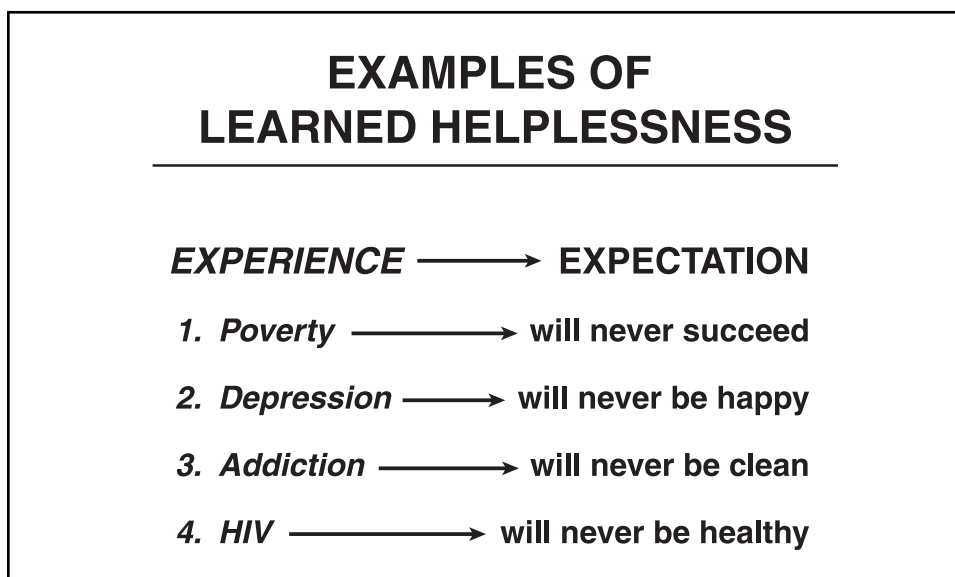 EXAMPLES OF
LEARNED HELPLESSNESS
EXPERIENCE → EXPECTATION
1. Poverty → will never succeed
2. Depression → will never be happy
3. Addiction → will never be clean
4. HIV → will never be healthy